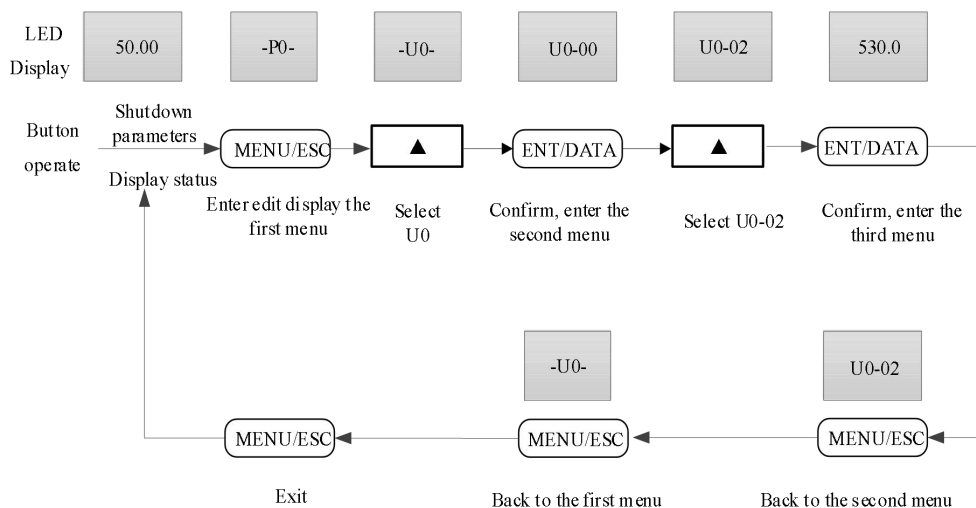 LED
Display
50.00
-P0-
-U0-
U0-00
U0-02
530.0
Button
operate
Shutdown
parameters
Display status
MENU/ESC
▲
ENT/DATA
▲
ENT/DATA
Enter edit display the
first menu
Select
U0
Confirm, enter the
second menu
Select U0-02
Confirm, enter the
third menu
-U0-
U0-02
MENU/ESC
MENU/ESC
MENU/ESC
Exit
Back to the first menu
Back to the second menu